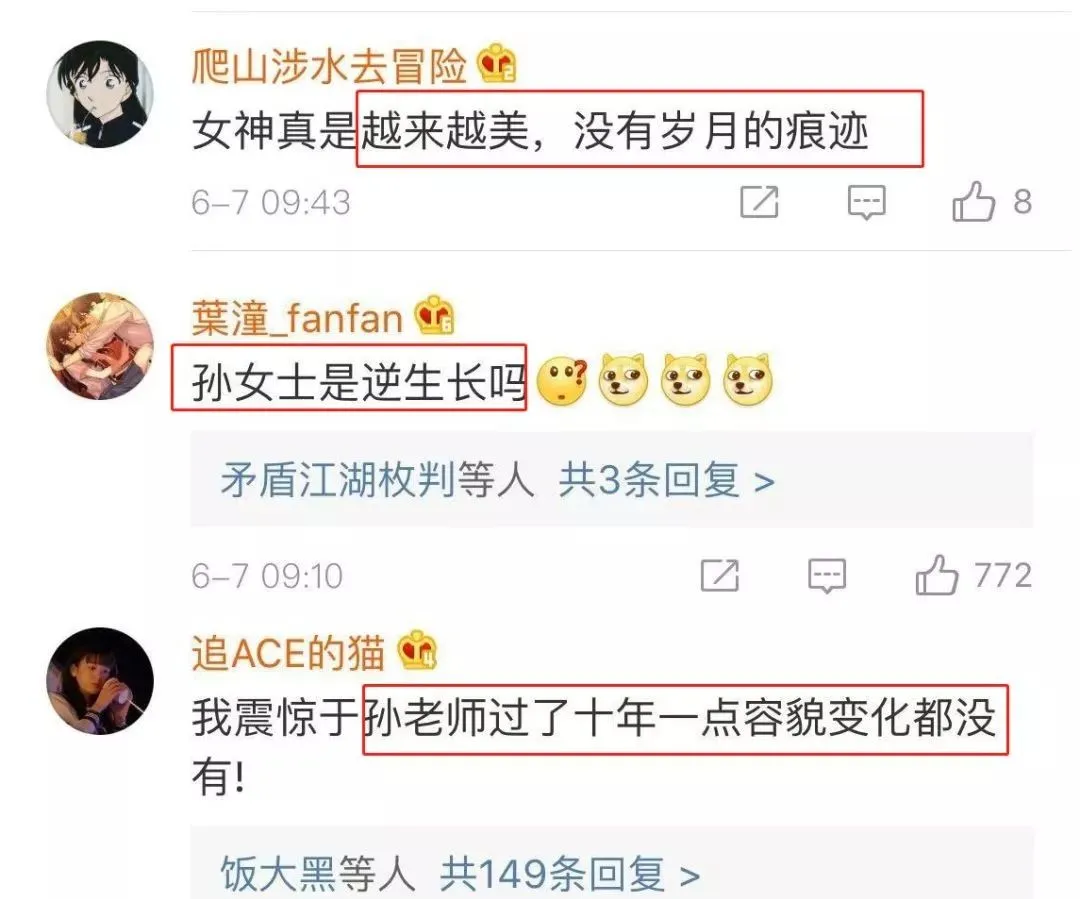 爬山涉水去冒险 2
女神真是越来越美，没有岁月的痕迹
6-7 09:43
8
葉潼_fanfan 6
孙女士是逆生长吗
矛盾江湖枚判等人 共3条回复 >
6-7 09:10
772
追ACE的猫 4
我震惊于孙老师过了十年一点容貌变化都没
有!
饭大黑等人 共149条回复 >